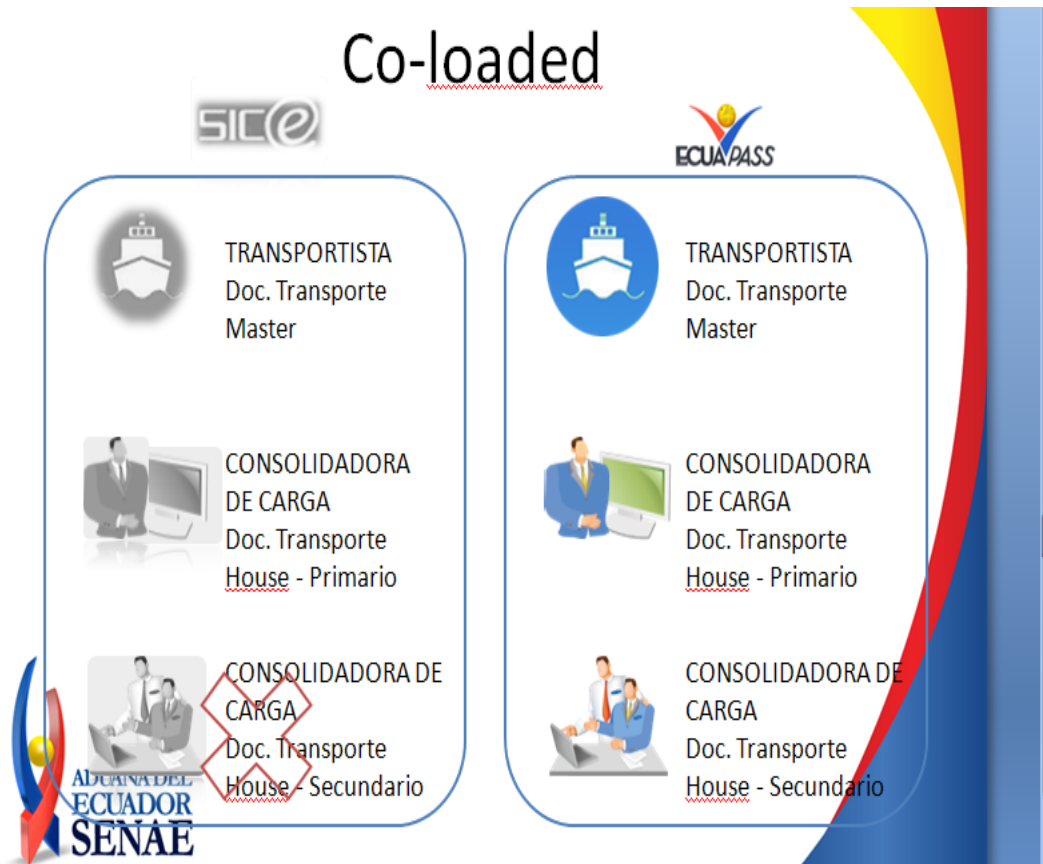 Co-loaded
SICe
ECUAPASS
TRANSPORTISTA
Doc. Transporte
Master
CONSOLIDADORA
DE CARGA
Doc. Transporte
House - Primario
CONSOLIDADORA DE
CARGA
Doc. Transporte
House - Secundario
TRANSPORTISTA
Doc. Transporte
Master
CONSOLIDADORA
DE CARGA
Doc. Transporte
House - Primario
CONSOLIDADORA DE
CARGA
Doc. Transporte
House - Secundario
ADUANA DEL
ECUADOR
SENAE